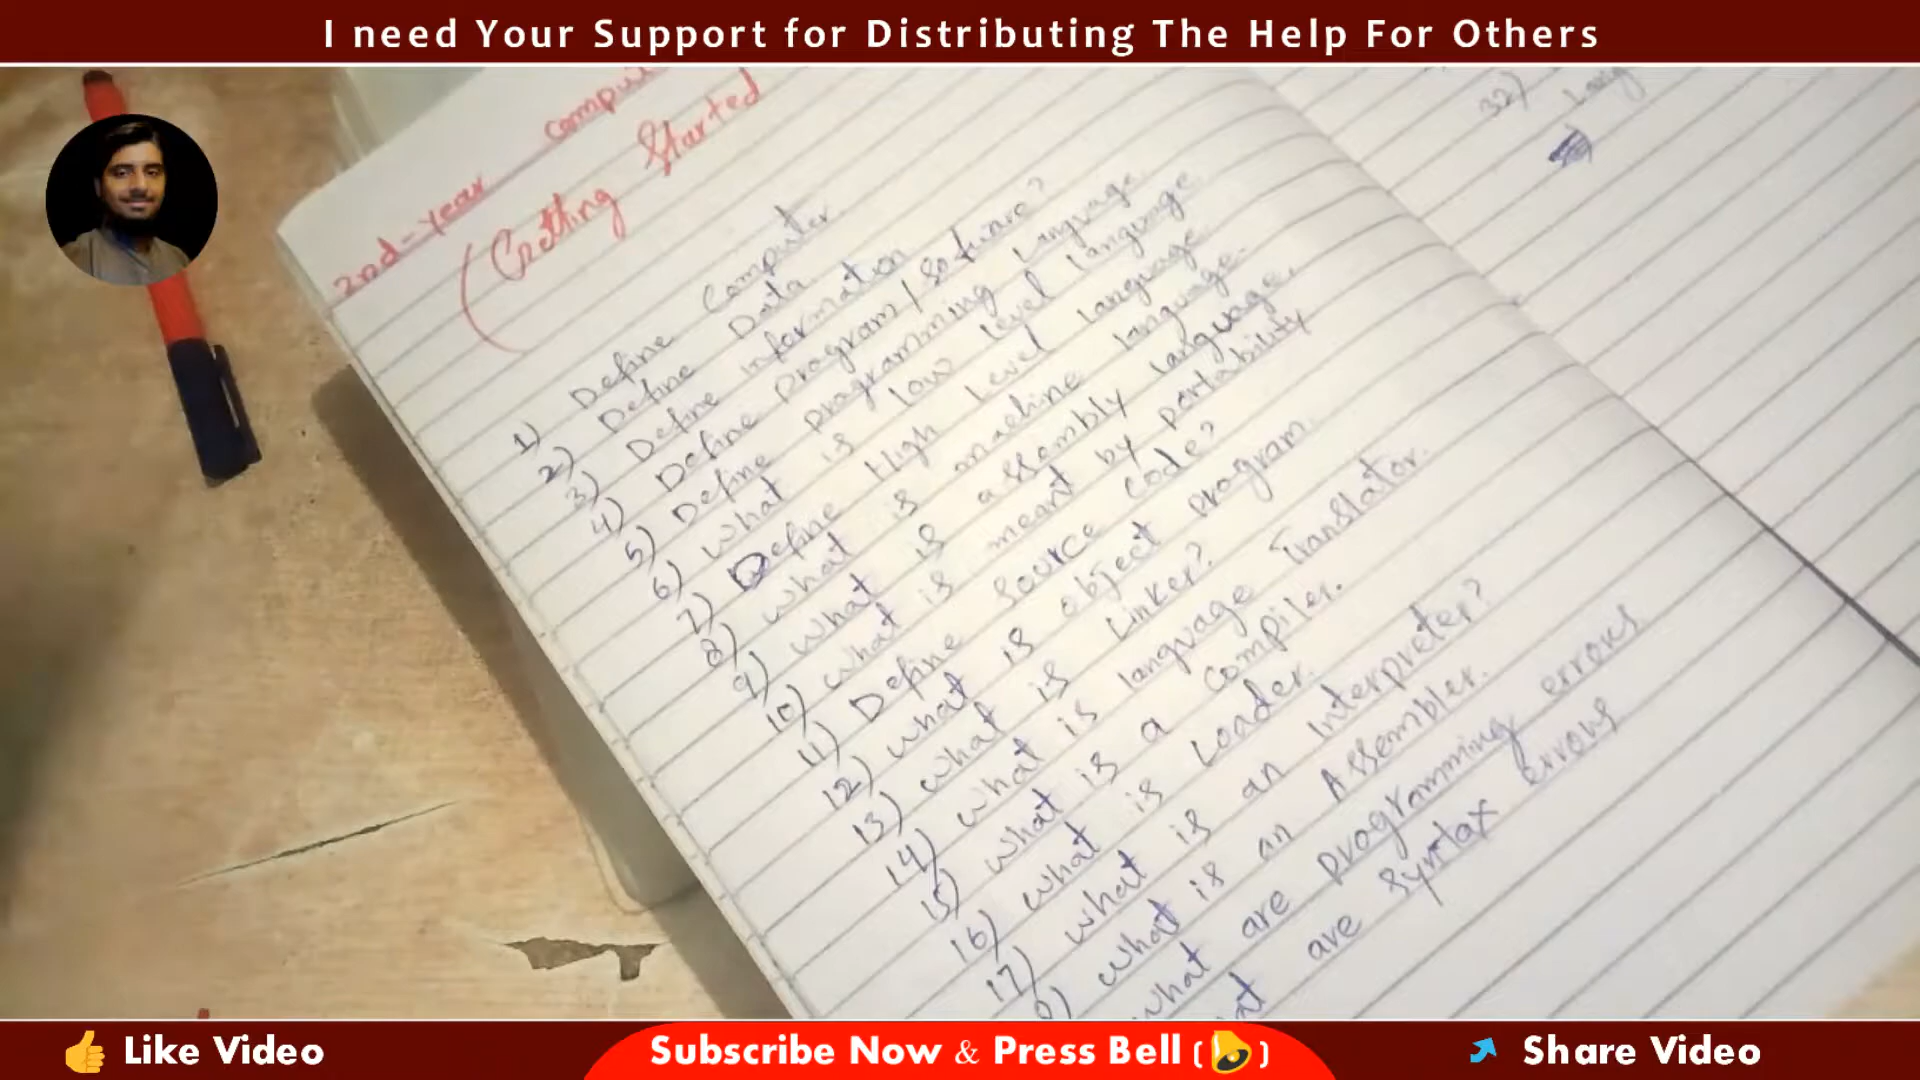 I need Your Support for Distributing The Help For Others
2nd-Year
(Getting Started
1) Define Computer
2) Define Data
3) Define information
4) Define program / software?
5) Define programming language
6) What is low level language
7) Define High level language
8) What is machine language.
9) What is assembly language.
10) What is meant by portability
11) Define source code?
12) what is object program
13) what is Linker?
14) what is language Translator.
15) what is a compiler.
16) what is Loader.
17) what is an interpreter?
what is an Assembler.
what are programming errors
are Syntax errors
32)
Like Video
Subscribe Now & Press Bell ( )
Share Video